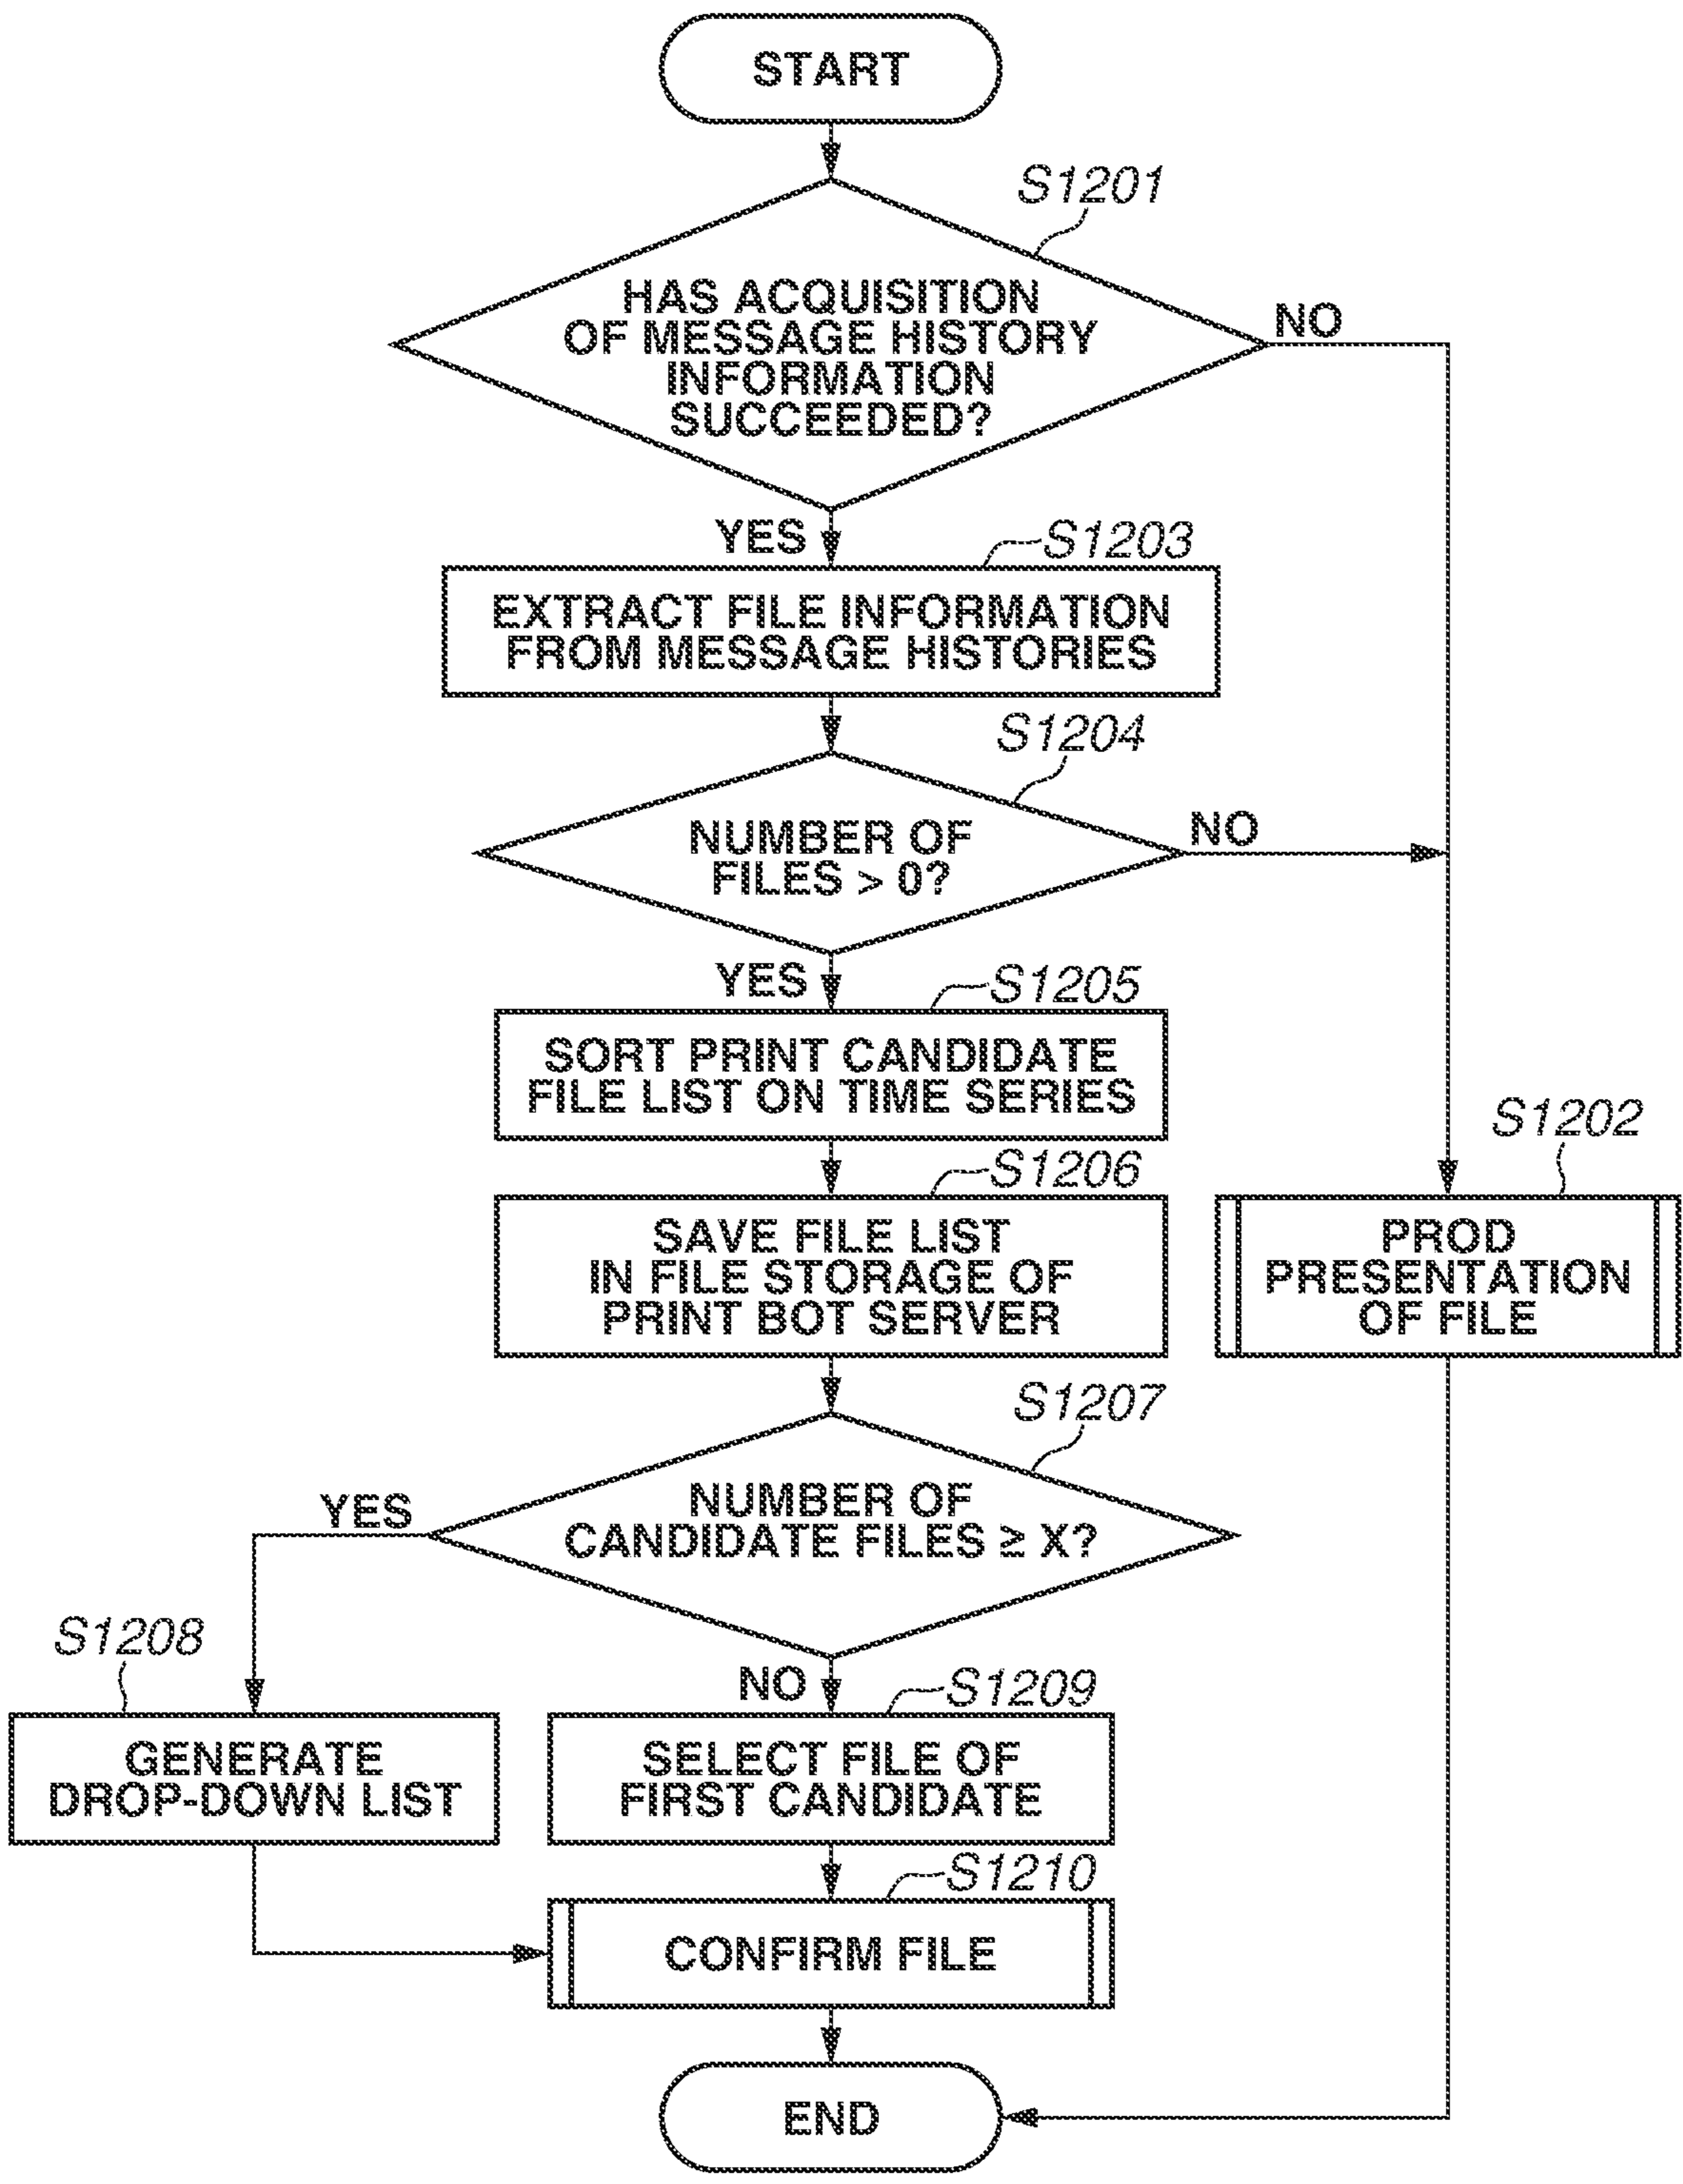 START
S1201
HAS ACQUISITION
OF MESSAGE HISTORY
INFORMATION
SUCCEEDED?
NO
YES
S1203
EXTRACT FILE INFORMATION
FROM MESSAGE HISTORIES
S1204
NUMBER OF
FILES > 0?
NO
YES
S1205
SORT PRINT CANDIDATE
FILE LIST ON TIME SERIES
S1206
SAVE FILE LIST
IN FILE STORAGE OF
PRINT BOT SERVER
S1202
PROD
PRESENTATION
OF FILE
S1207
NUMBER OF
CANDIDATE FILES ≥ X?
YES
NO
S1208
GENERATE
DROP-DOWN LIST
S1209
SELECT FILE OF
FIRST CANDIDATE
S1210
CONFIRM FILE
END